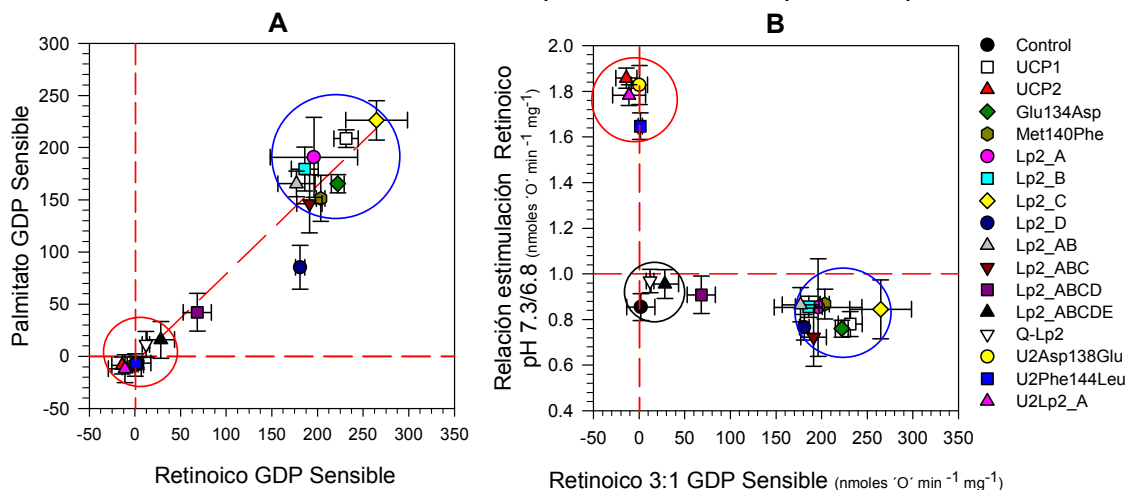 A
B
300
250
200
150
100
50
0
-50
-50 0 50 100 150 200 250 300 350
Palmitato GDP Sensible
Retinoico GDP Sensible
2.0
1.8
1.6
1.4
1.2
1.0
0.8
0.6
0.4
-50 0 50 100 150 200 250 300 350
Relación estimulación Retinoico
pH 7.3/6.8 (nmoles ´O´ min -1 mg-1)
Retinoico 3:1 GDP Sensible (nmoles ´O´ min -1 mg-1)
Control
UCP1
UCP2
Glu134Asp
Met140Phe
Lp2_A
Lp2_B
Lp2_C
Lp2_D
Lp2_AB
Lp2_ABC
Lp2_ABCD
Lp2_ABCDE
Q-Lp2
U2Asp138Glu
U2Phe144Leu
U2Lp2_A